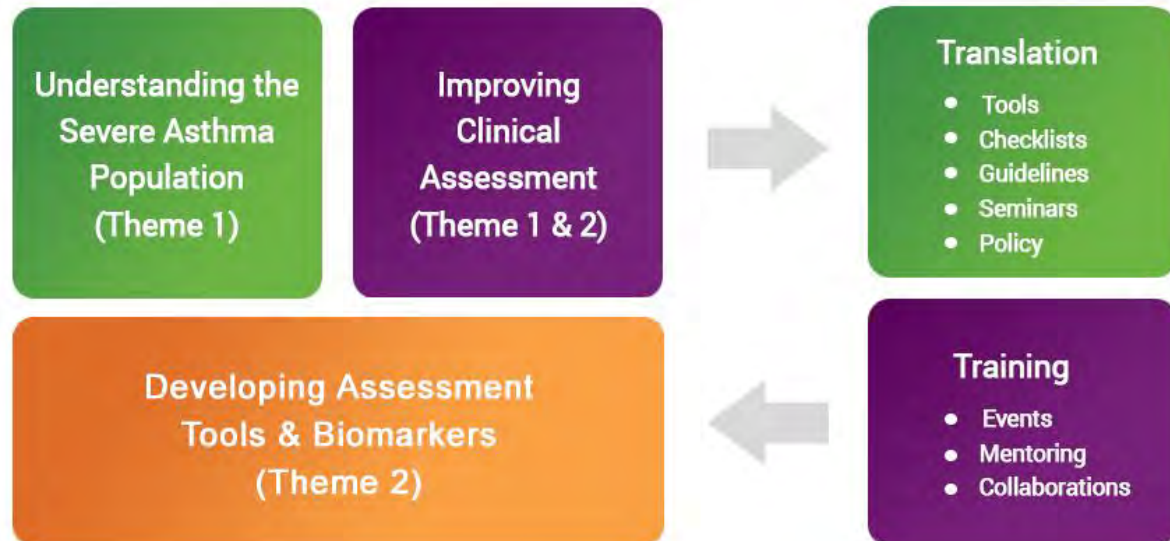 Understanding the
Severe Asthma
Population
(Theme 1)
Improving
Clinical
Assessment
(Theme 1 & 2)
Translation
• Tools
• Checklists
• Guidelines
• Seminars
• Policy
Developing Assessment
Tools & Biomarkers
(Theme 2)
Training
• Events
• Mentoring
• Collaborations